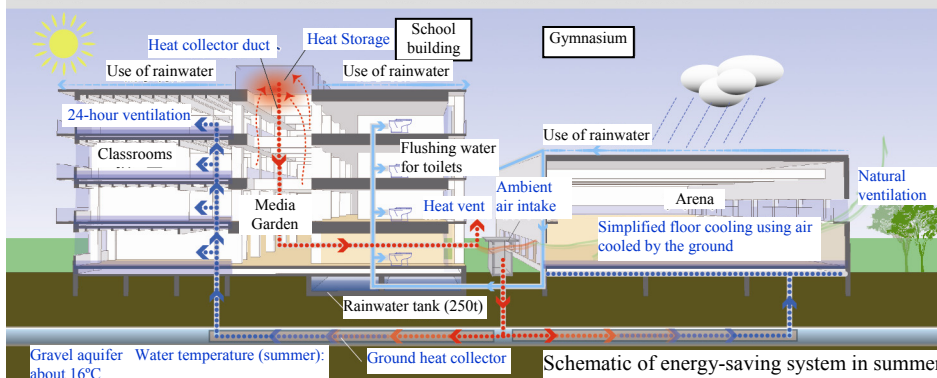 School
building
Gymnasium
Heat collector duct
Heat Storage
Use of rainwater
Use of rainwater
24-hour ventilation
Classrooms
Flushing water
for toilets
Use of rainwater
Media
Garden
Heat vent
Ambient
air intake
Arena
Natural
ventilation
Simplified floor cooling using air
cooled by the ground
Rainwater tank (250t)
Gravel aquifer
Water temperature (summer):
about 16ºC
Ground heat collector
Schematic of energy-saving system in summer